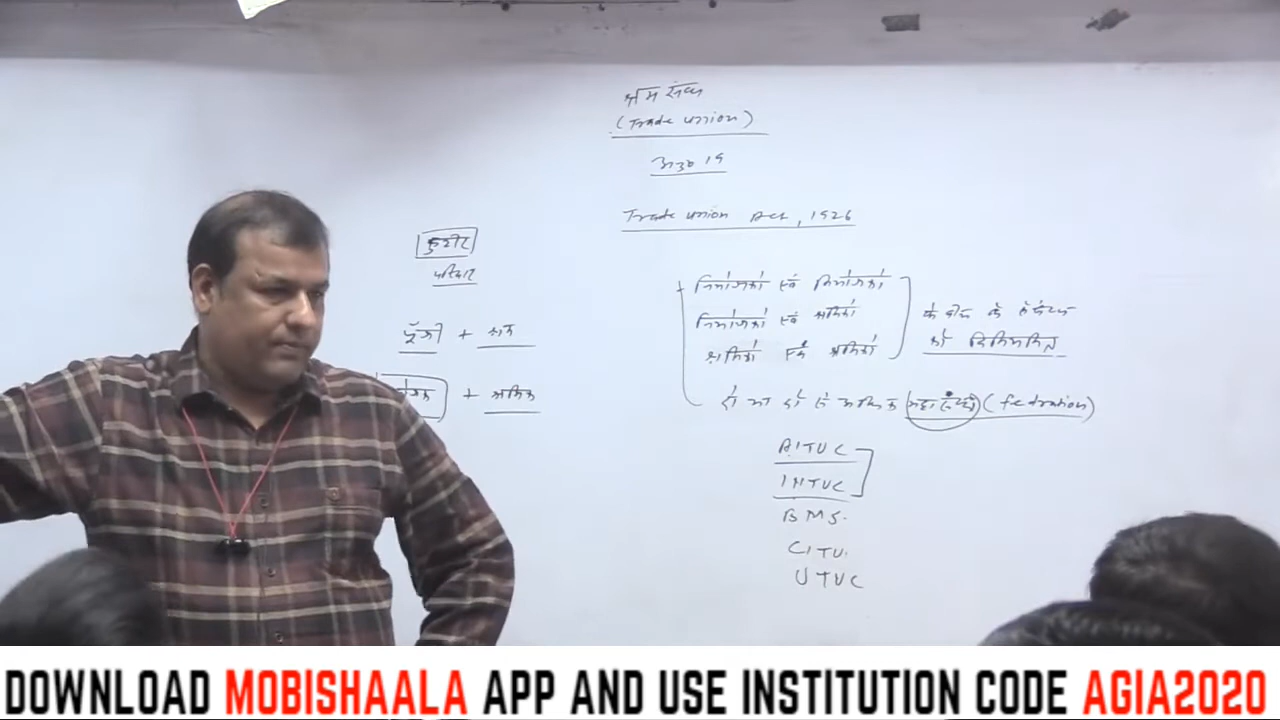 श्रम संघ
(Trade union)
अनु० 19
Trade union Act, 1926
कुटीर
परिवार
पूँजी + श्रम
+ श्रमिक
नियोजकों एवं नियोजकों
नियोजकों एवं श्रमिकों
श्रमिकों एवं श्रमिकों
के बीच के संबंध
को विनियमित
दो या दो से अधिक महासंघ (fedration)
AITUC
INTUC
BMS.
CITU.
UTUC
DOWNLOAD MOBISHAALA APP AND USE INSTITUTION CODE AGIA2020